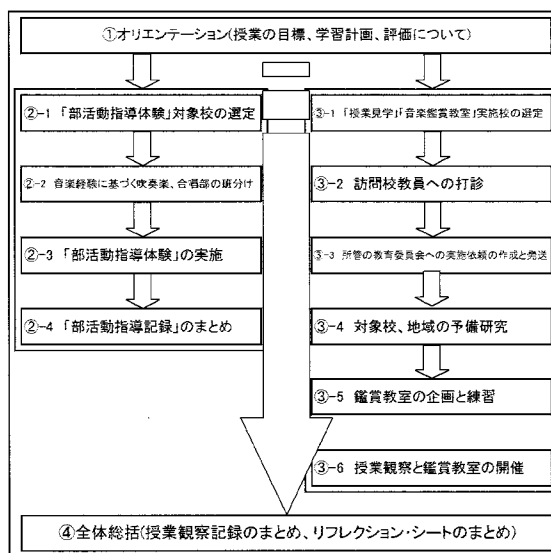 ①オリエンテーション(授業の目標、学習計画、評価について)
②-1 「部活動指導体験」対象校の選定
②-2 音楽経験に基づく吹奏楽、合唱部の班分け
②-3 「部活動指導体験」の実施
②-4 「部活動指導記録」のまとめ
③-1 「授業見学」「音楽鑑賞教室」実施校の選定
③-2 訪問校教員への打診
③-3 所管の教育委員会への実施依頼の作成と発送
③-4 対象校、地域の予備研究
③-5 鑑賞教室の企画と練習
③-6 授業観察と鑑賞教室の開催
④全体総括(授業観察記録のまとめ、リフレクション・シートのまとめ)